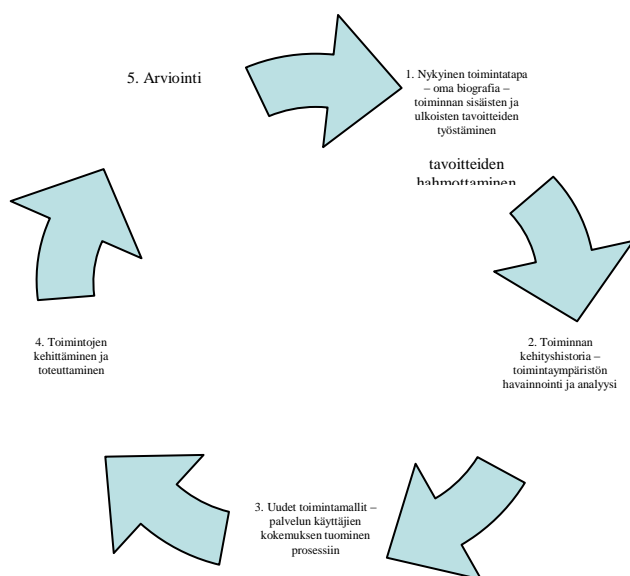 5. Arviointi
1. Nykyinen toimintatapa
– oma biografia –
toiminnan sisäisten ja
ulkoisten tavoitteiden
työstäminen
tavoitteiden
hahmottaminen
2. Toiminnan
kehityshistoria –
toimintaympäristön
havainnointi ja analyysi
3. Uudet toimintamallit –
palvelun käyttäjien
kokemuksen tuominen
prosessiin
4. Toimintojen
kehittäminen ja
toteuttaminen